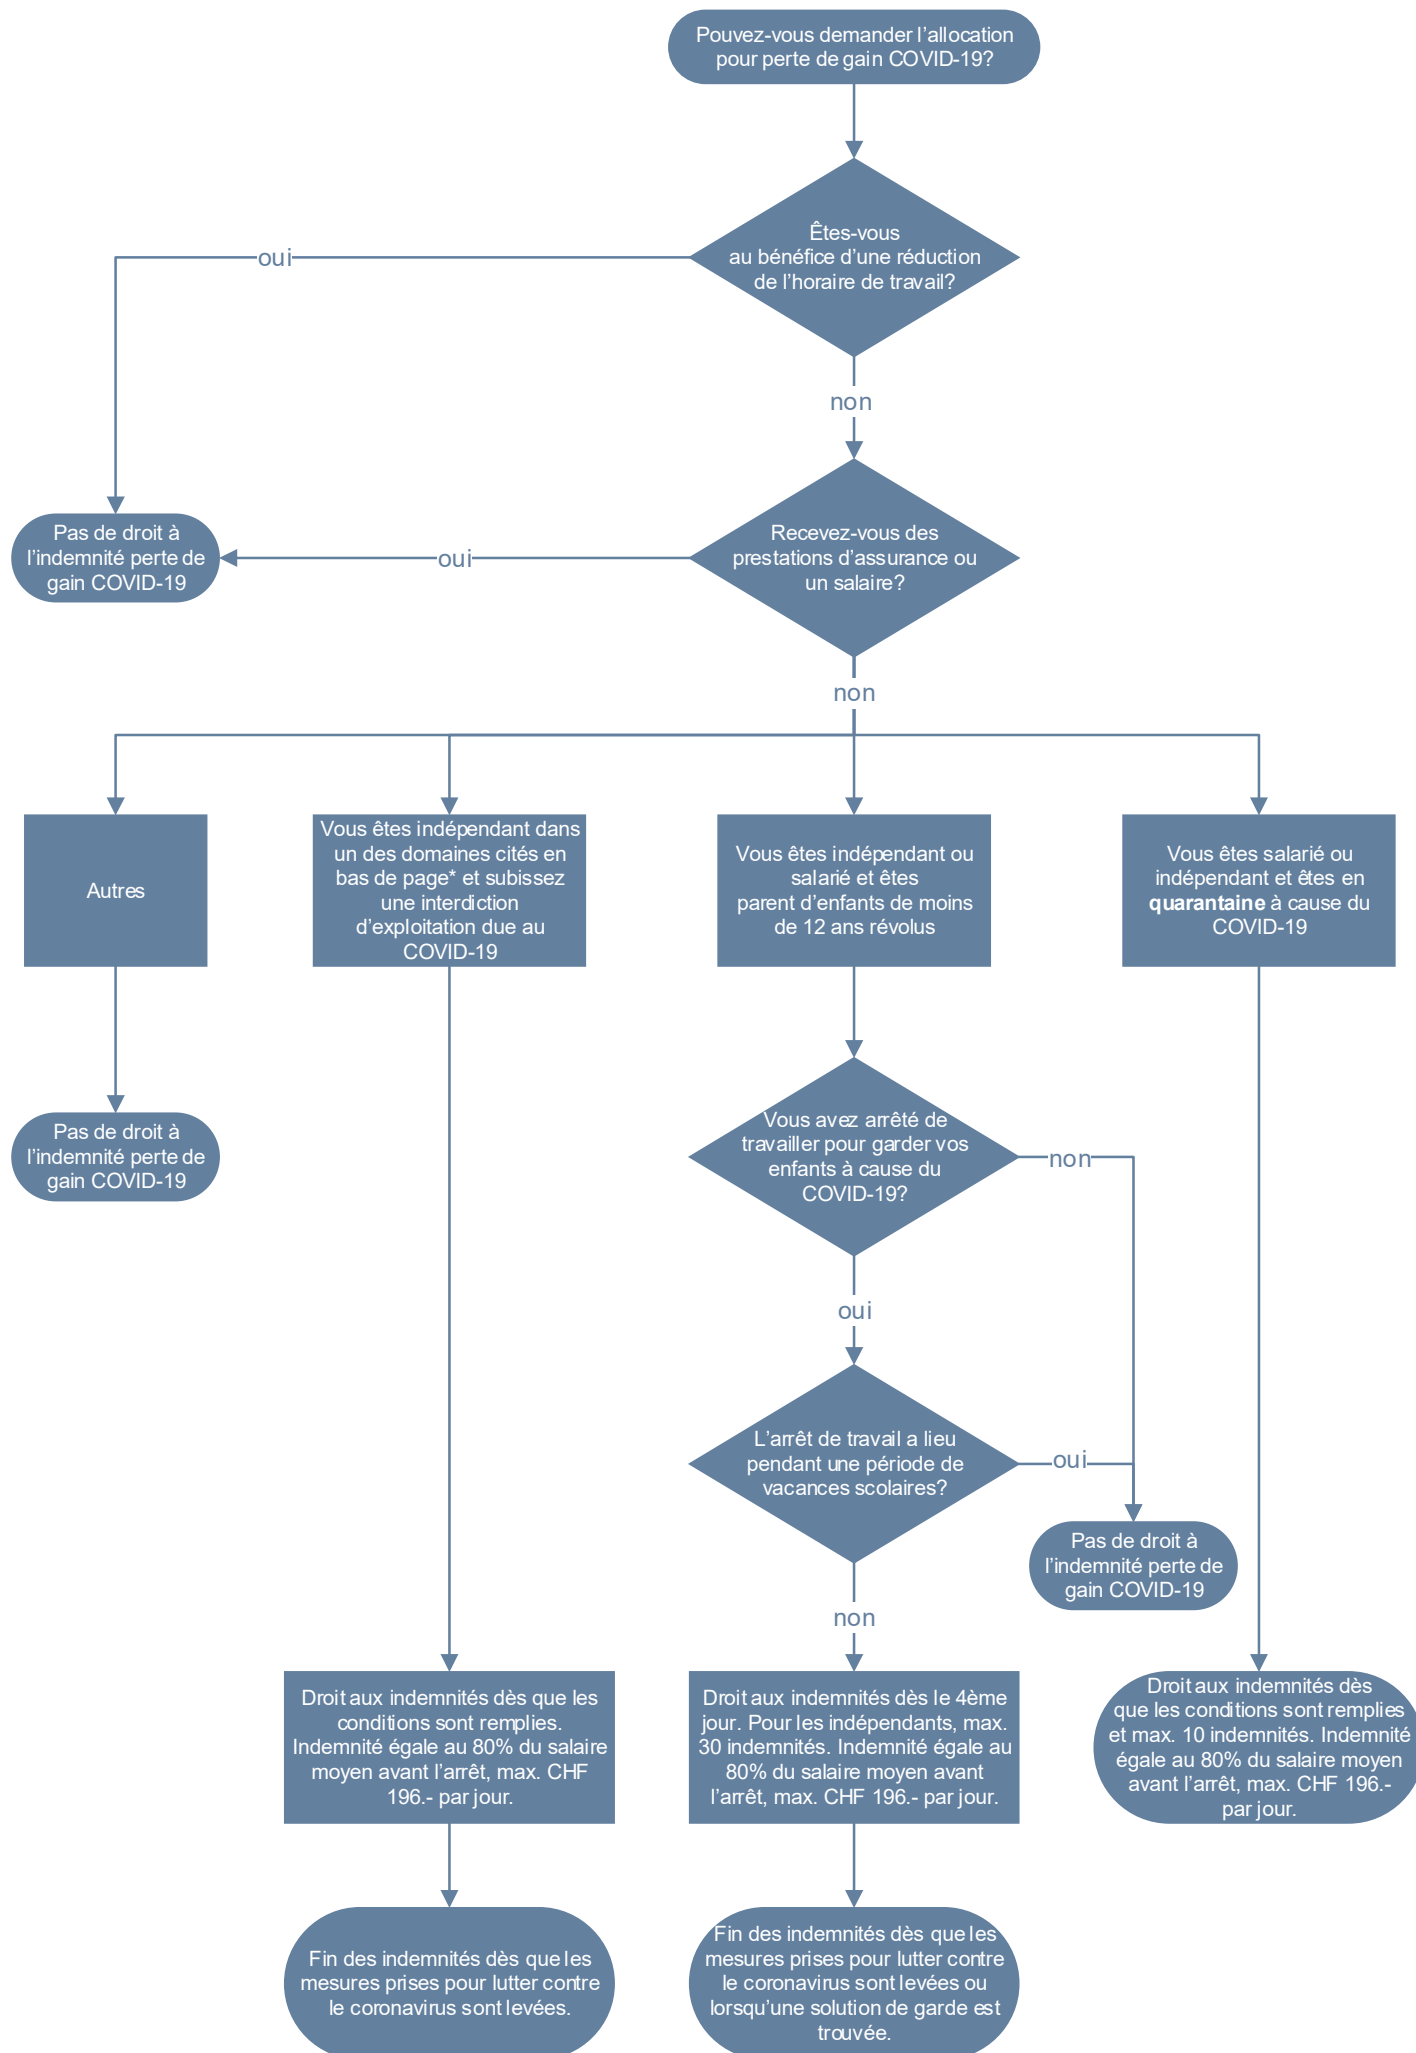 Pouvez-vous demander l'allocation
pour perte de gain COVID-19?
Êtes-vous
au bénéfice d'une réduction
de l'horaire de travail?
oui
non
Pas de droit à
l'indemnité perte de
gain COVID-19
oui
Recevez-vous des
prestations d'assurance ou
un salaire?
non
Autres
Vous êtes indépendant dans
un des domaines cités en
bas de page* et subissez
une interdiction
d'exploitation due au
COVID-19
Vous êtes indépendant ou
salarié et êtes
parent d'enfants de moins
de 12 ans révolus
Vous êtes salarié ou
indépendant et êtes en
quarantaine à cause du
COVID-19
Pas de droit à
l'indemnité perte de
gain COVID-19
Vous avez arrêté de
travailler pour garder vos
enfants à cause du
COVID-19?
non
oui
L'arrêt de travail a lieu
pendant une période de
vacances scolaires?
oui
Pas de droit à
l'indemnité perte de
gain COVID-19
non
Droit aux indemnités dès que les
conditions sont remplies.
Indemnité égale au 80% du salaire
moyen avant l'arrêt, max. CHF
196.- par jour.
Droit aux indemnités dès le 4ème
jour. Pour les indépendants, max.
30 indemnités. Indemnité égale au
80% du salaire moyen avant
l'arrêt, max. CHF 196.- par jour.
Droit aux indemnités dès
que les conditions sont remplies
et max. 10 indemnités. Indemnité
égale au 80% du salaire moyen
avant l'arrêt, max. CHF 196.-
par jour.
Fin des indemnités dès que les
mesures prises pour lutter contre
le coronavirus sont levées.
Fin des indemnités dès que les
mesures prises pour lutter contre
le coronavirus sont levées ou
lorsqu'une solution de garde est
trouvée.